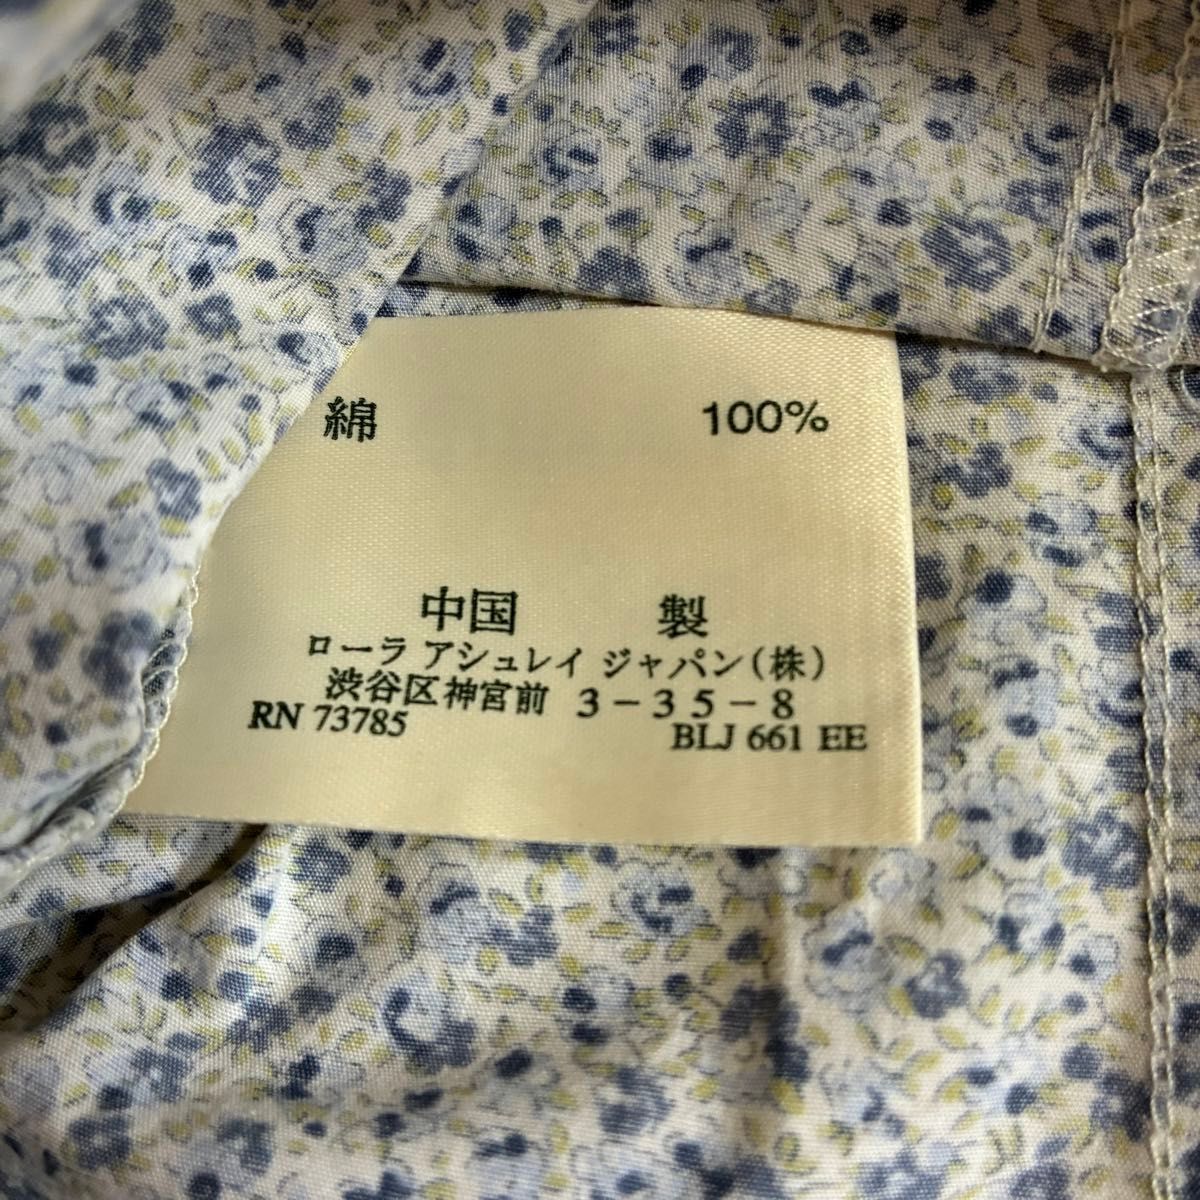 綿 100%
中国 製
ローラ アシュレイ ジャパン(株)
渋谷区神宮前 3-35-8
RN 73785 BLJ 661 EE